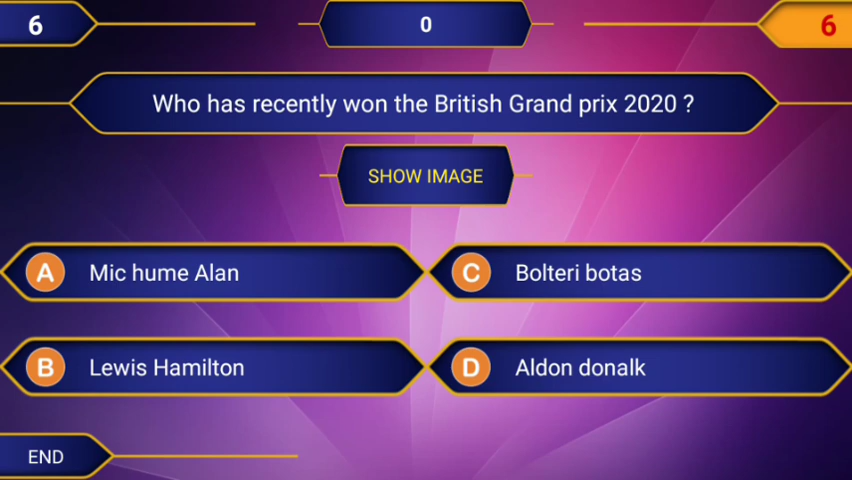 6
0
6
Who has recently won the British Grand prix 2020 ?
SHOW IMAGE
A Mic hume Alan
C Bolteri botas
B Lewis Hamilton
D Aldon donalk
END